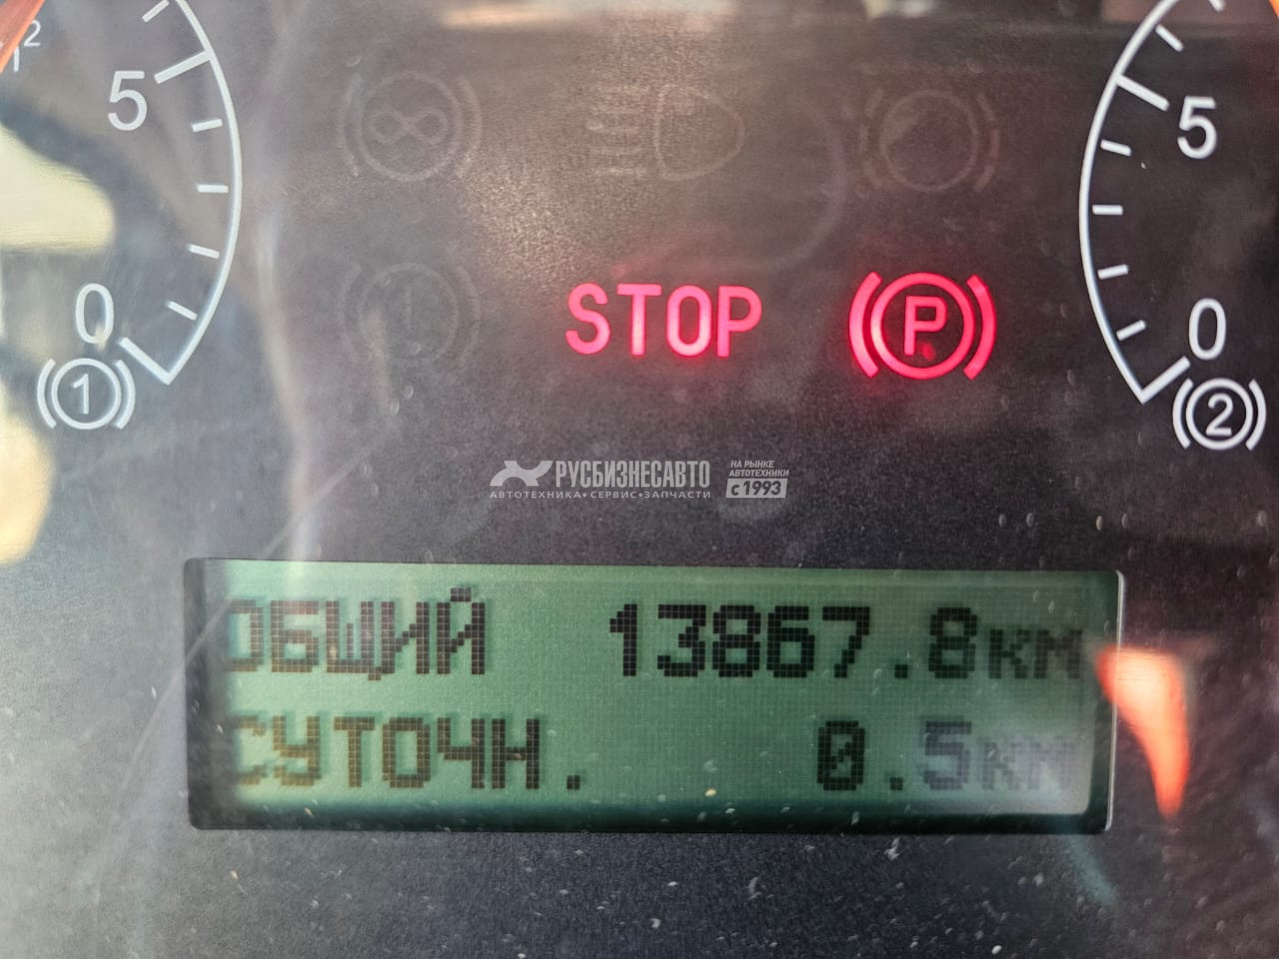 12
5
5
STOP
P
0
0
1
2
РУСБИЗНЕСАВТО
АВТОТЕХНИКА•СЕРВИС•ЗАПЧАСТИ
НА РЫНКЕ
АВТОТЕХНИКИ
с 1993
ОБЩИЙ 13867.8км
СУТОЧН. 0.5км